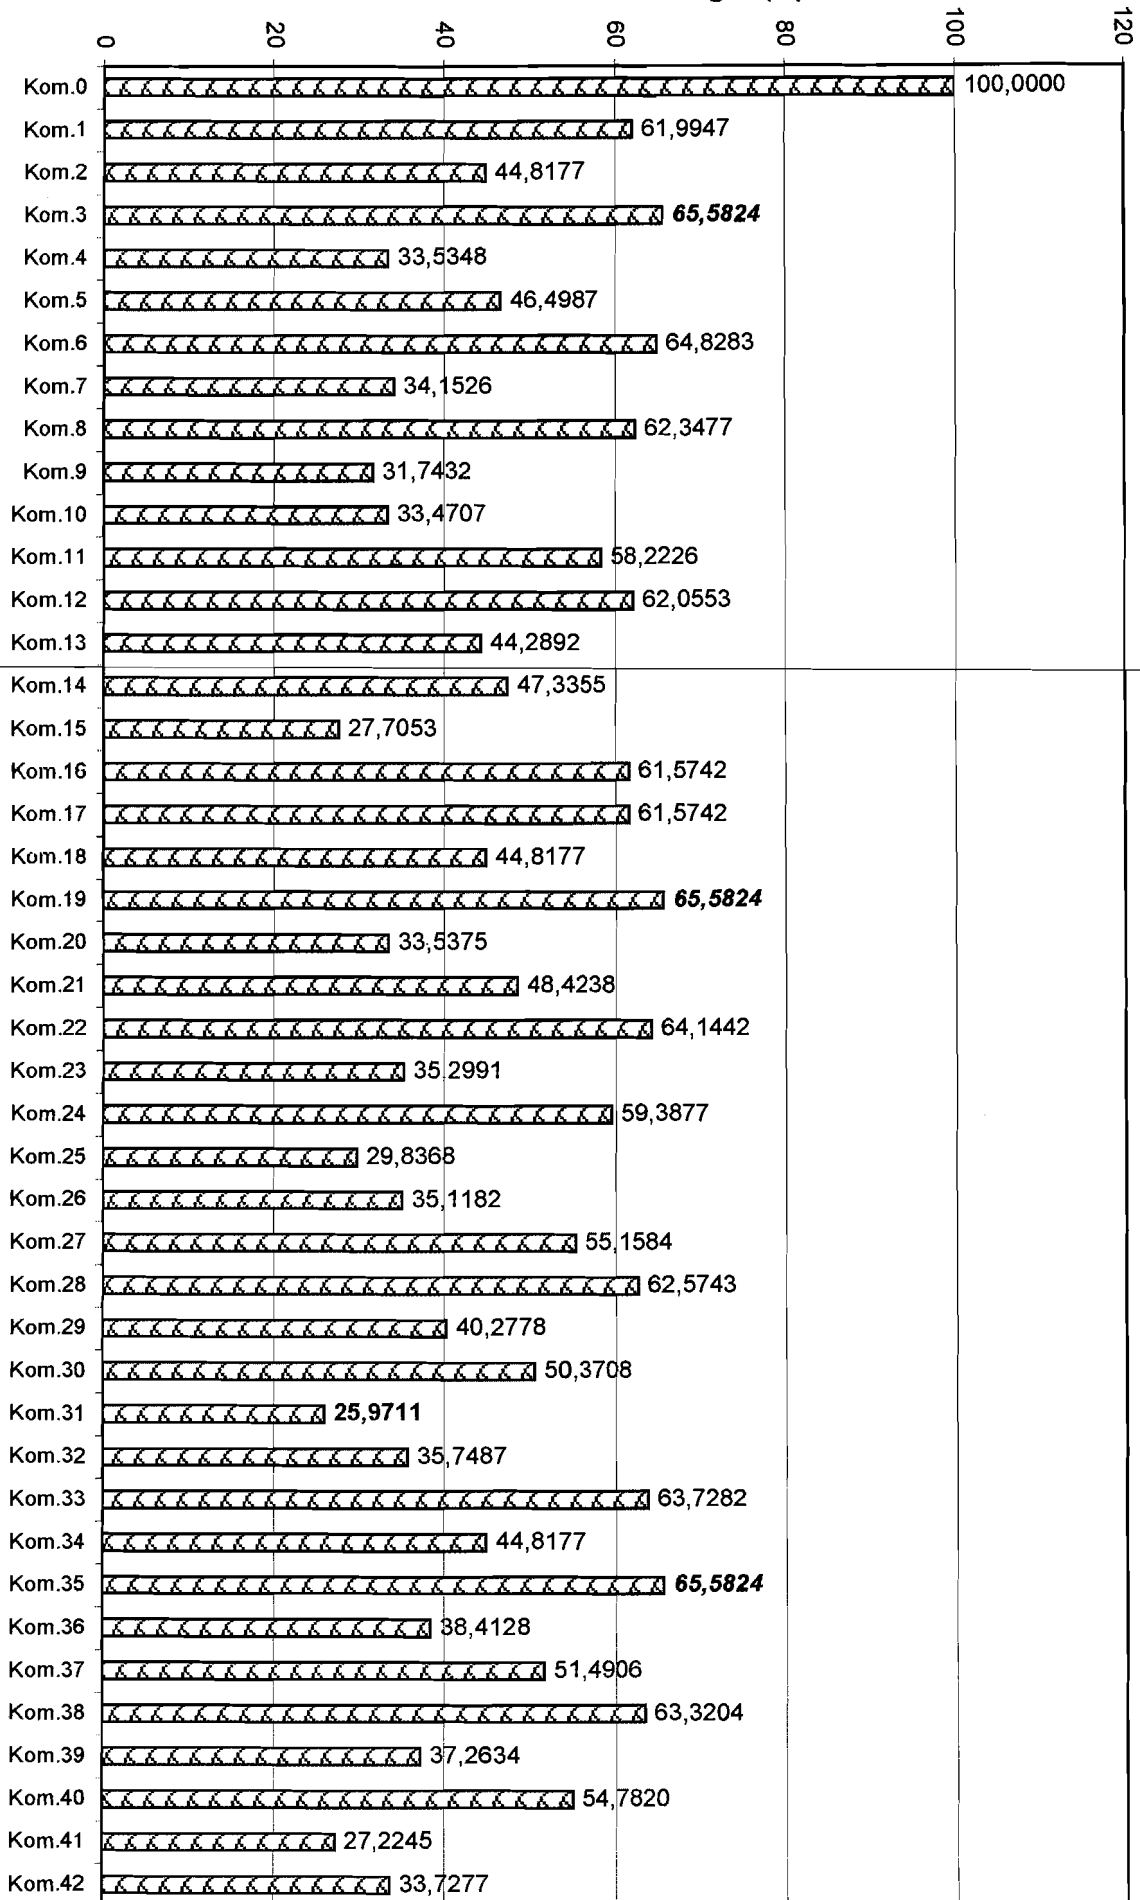 0 20 40 60 80 100 120
Kom.0 100,0000
Kom.1 61,9947
Kom.2 44,8177
Kom.3 65,5824
Kom.4 33,5348
Kom.5 46,4987
Kom.6 64,8283
Kom.7 34,1526
Kom.8 62,3477
Kom.9 31,7432
Kom.10 33,4707
Kom.11 58,2226
Kom.12 62,0553
Kom.13 44,2892
Kom.14 47,3355
Kom.15 27,7053
Kom.16 61,5742
Kom.17 61,5742
Kom.18 44,8177
Kom.19 65,5824
Kom.20 33,5375
Kom.21 48,4238
Kom.22 64,1442
Kom.23 35,2991
Kom.24 59,3877
Kom.25 29,8368
Kom.26 35,1182
Kom.27 55,1584
Kom.28 62,5743
Kom.29 40,2778
Kom.30 50,3708
Kom.31 25,9711
Kom.32 35,7487
Kom.33 63,7282
Kom.34 44,8177
Kom.35 65,5824
Kom.36 38,4128
Kom.37 51,4906
Kom.38 63,3204
Kom.39 37,2634
Kom.40 54,7820
Kom.41 27,2245
Kom.42 33,7277